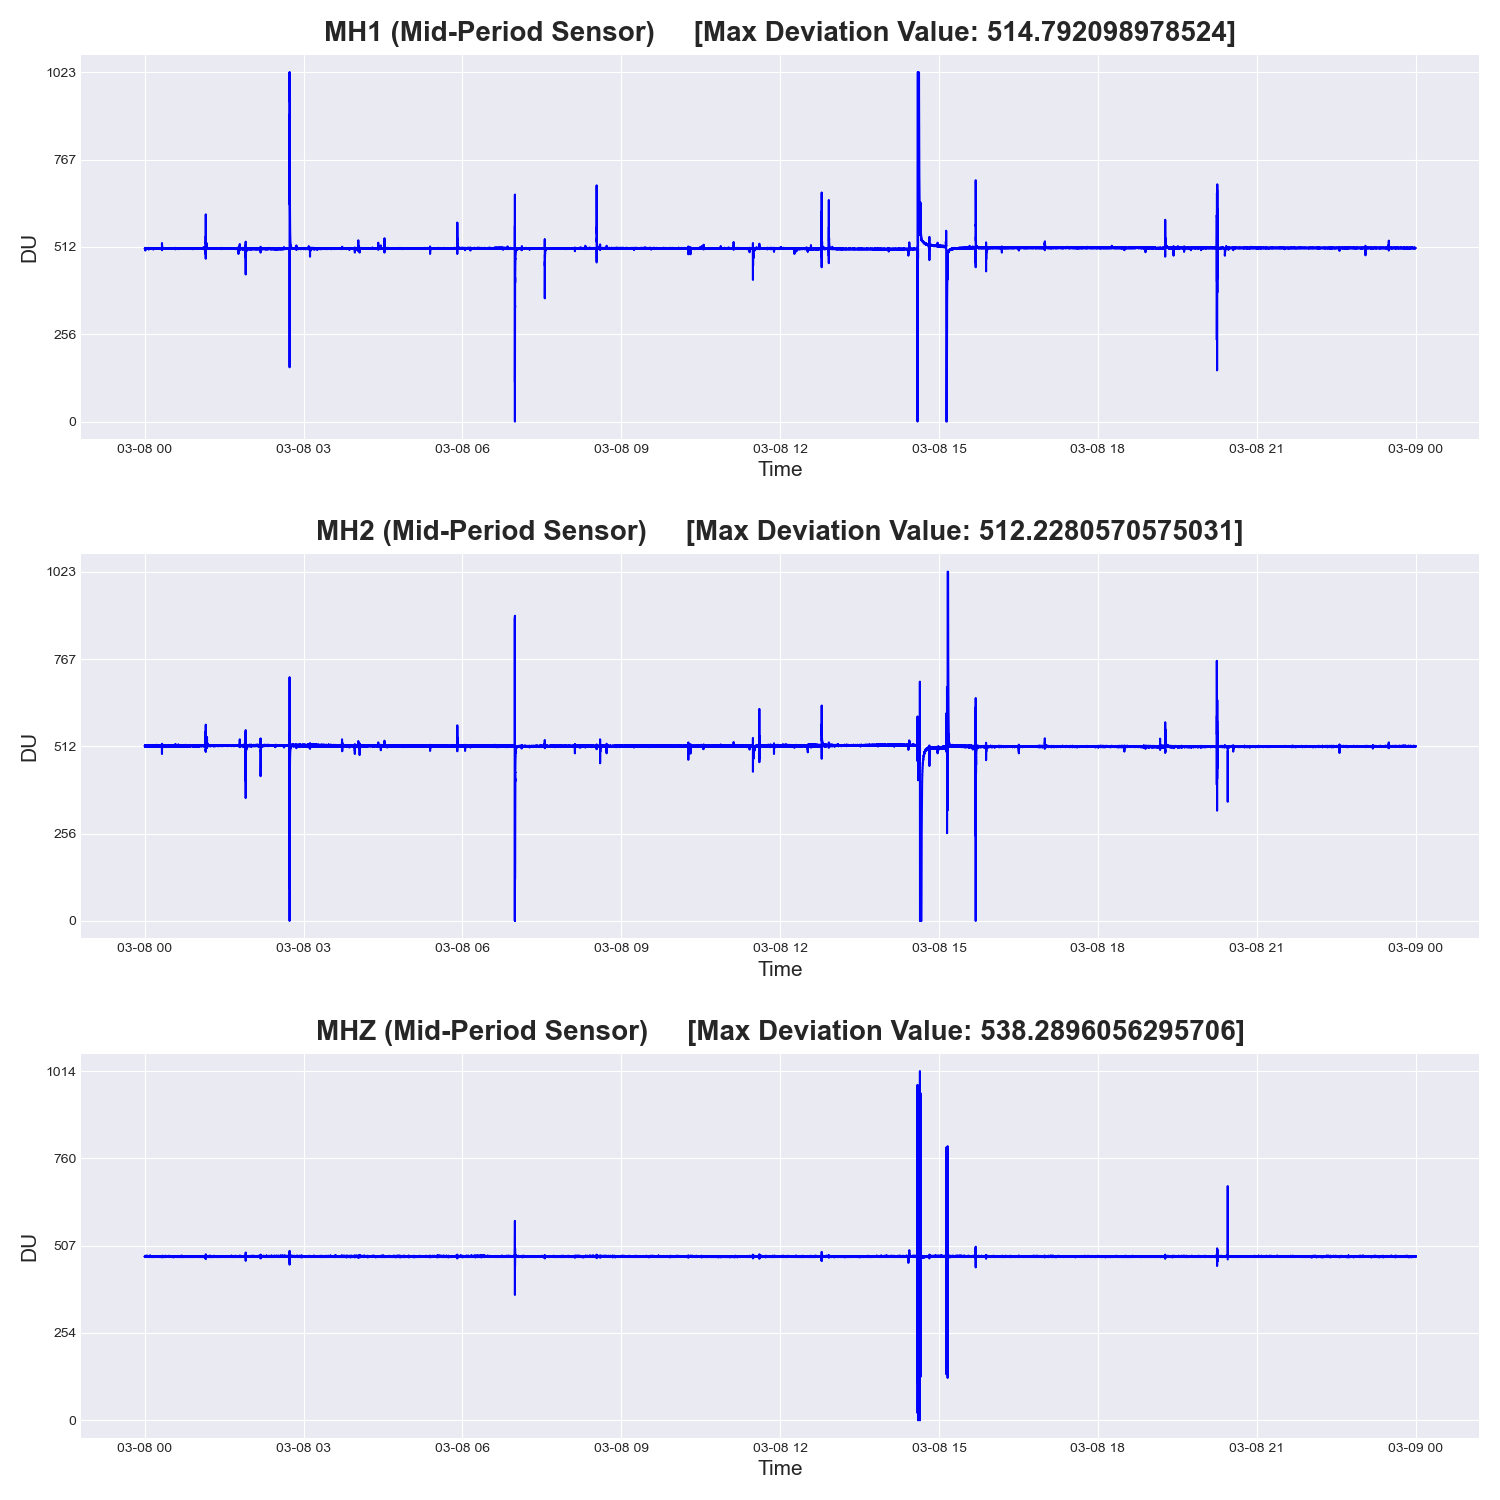 MH1 (Mid-Period Sensor) [Max Deviation Value: 514.792098978524]
1023
767
512
256
0
DU
03-08 00 03-08 03 03-08 06 03-08 09 03-08 12 03-08 15 03-08 18 03-08 21 03-09 00
Time
MH2 (Mid-Period Sensor) [Max Deviation Value: 512.2280570575031]
1023
767
512
256
0
DU
03-08 00 03-08 03 03-08 06 03-08 09 03-08 12 03-08 15 03-08 18 03-08 21 03-09 00
Time
MHZ (Mid-Period Sensor) [Max Deviation Value: 538.2896056295706]
1014
760
507
254
0
DU
03-08 00 03-08 03 03-08 06 03-08 09 03-08 12 03-08 15 03-08 18 03-08 21 03-09 00
Time